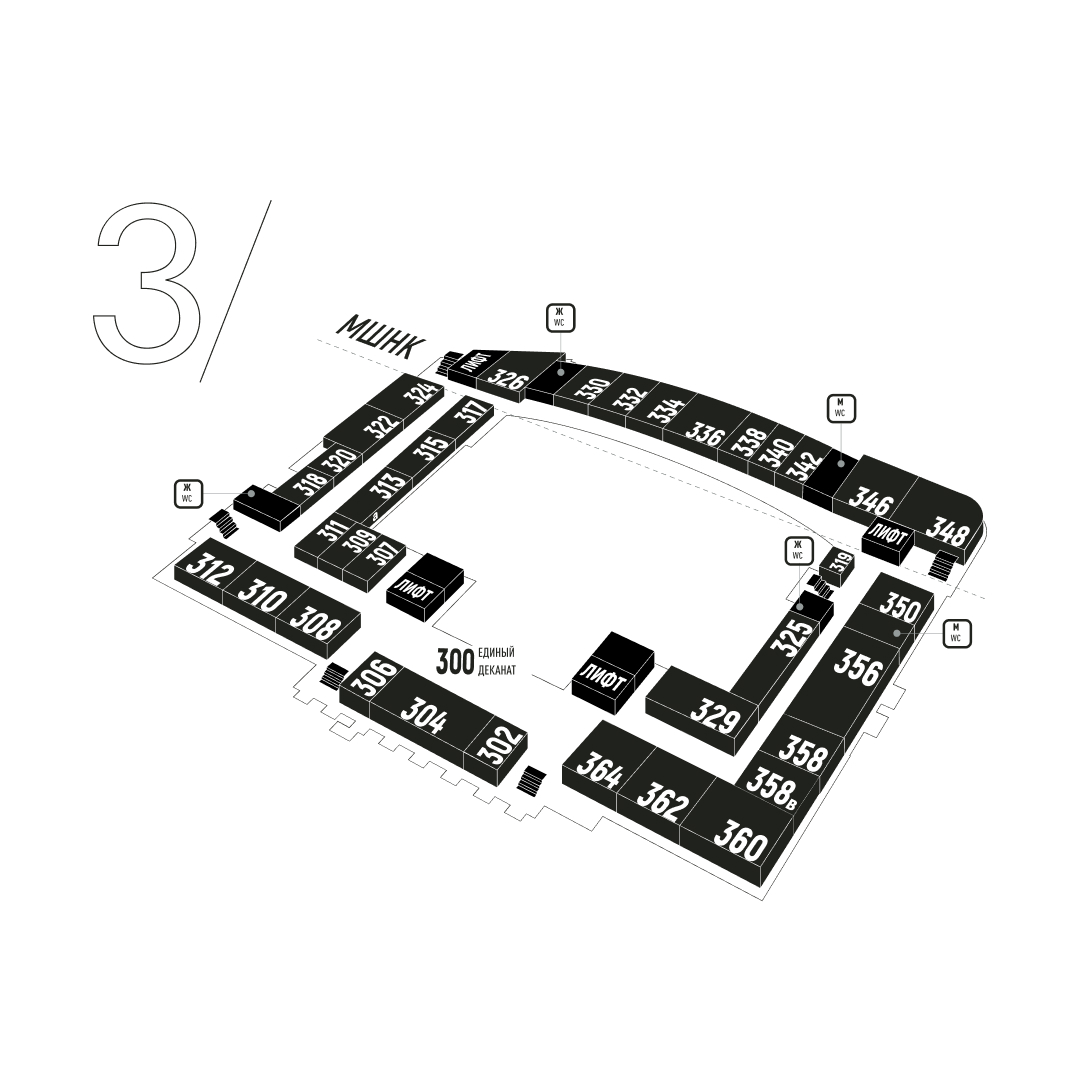 3/
МШНК
Ж
WC
ЛИФТ
326
330
332
334
336
338
340
342
М
WC
346
348
ЛИФТ
324
322
320
318
Ж
WC
317
315
313
а
311
309
307
ЛИФТ
312
310
308
306
304
302
300 ЕДИНЫЙ
ДЕКАНАТ
ЛИФТ
319
Ж
WC
325
329
350
М
WC
356
358
358в
360
362
364